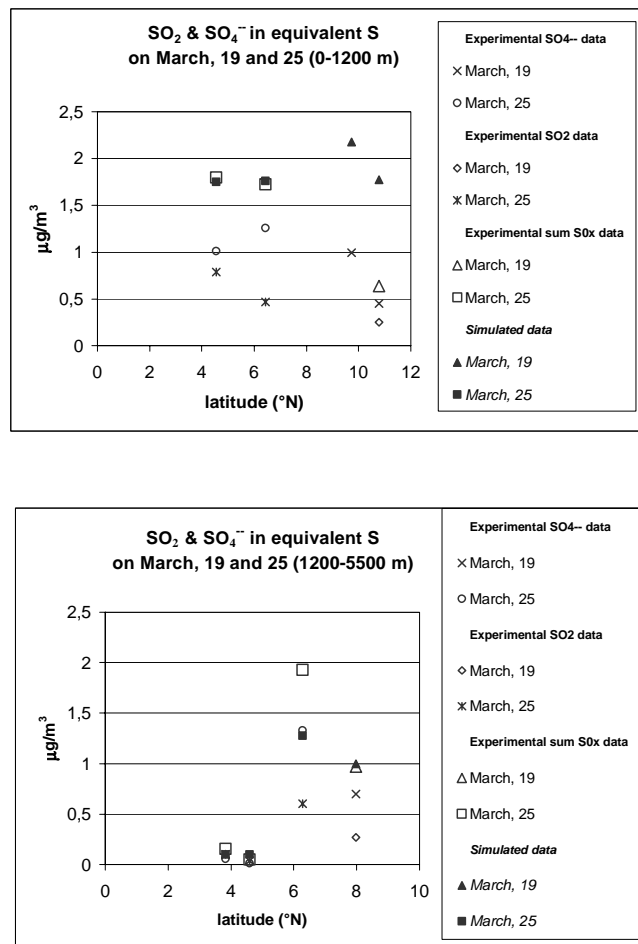 SO₂ & SO₄⁻⁻ in equivalent S
on March, 19 and 25 (0-1200 m)
2,5
2
1,5
1
0,5
0
µg/m³
0 2 4 6 8 10 12
latitude (°N)
Experimental SO4-- data
March, 19
March, 25
Experimental SO2 data
March, 19
March, 25
Experimental sum S0x data
March, 19
March, 25
Simulated data
March, 19
March, 25
SO₂ & SO₄⁻⁻ in equivalent S
on March, 19 and 25 (1200-5500 m)
2,5
2
1,5
1
0,5
0
µg/m³
0 2 4 6 8 10
latitude (°N)
Experimental SO4-- data
March, 19
March, 25
Experimental SO2 data
March, 19
March, 25
Experimental sum S0x data
March, 19
March, 25
Simulated data
March, 19
March, 25